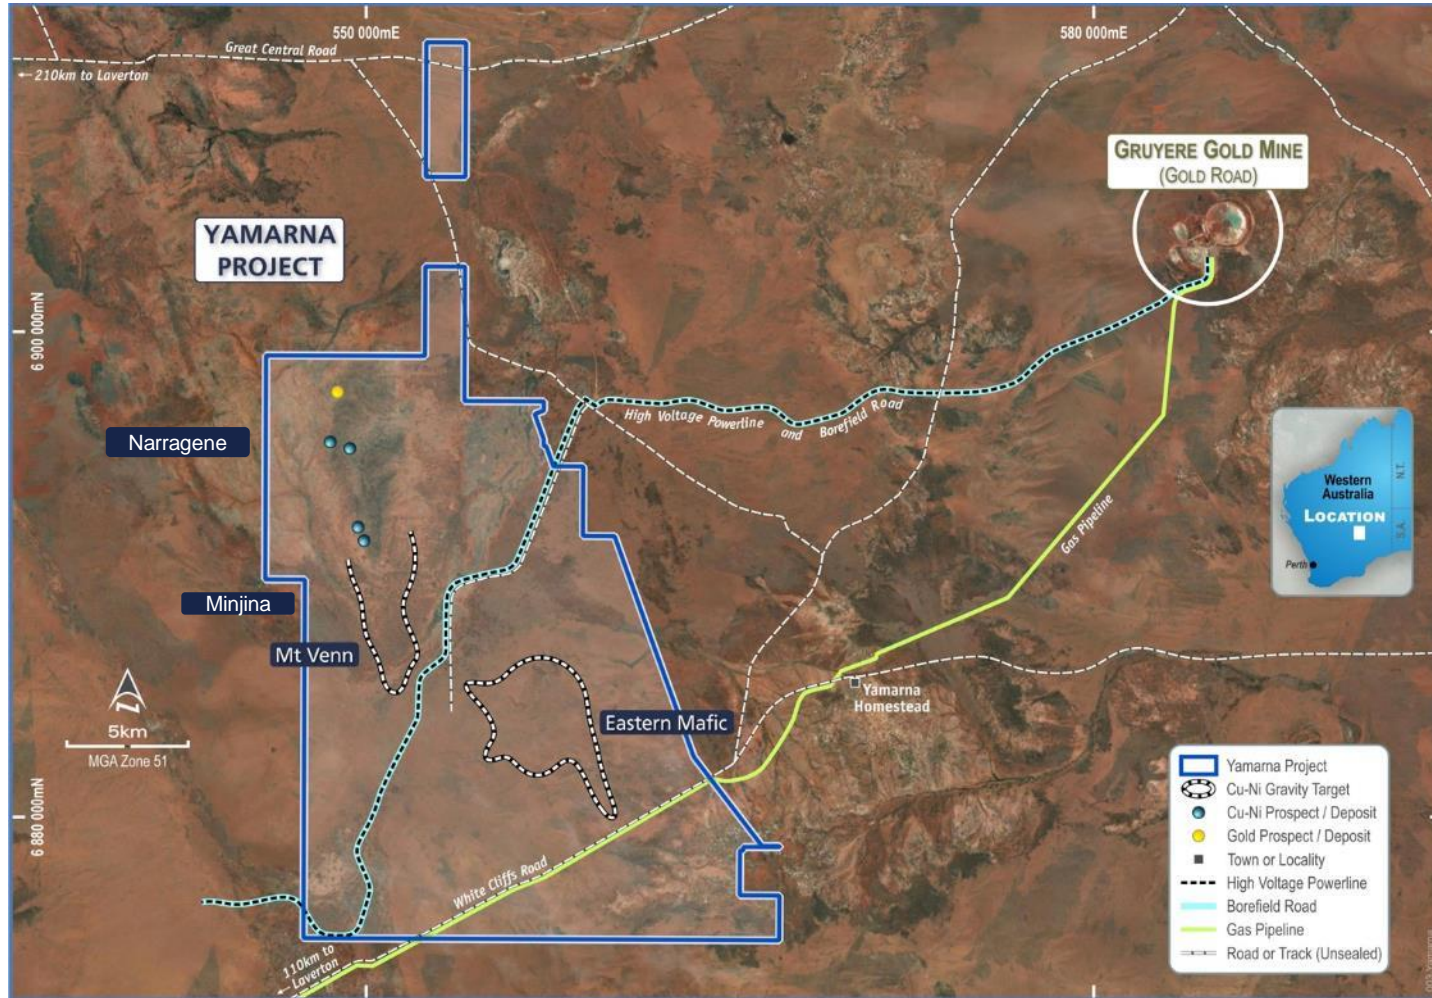 550 000mE
580 000mE
Great Central Road
210km to Laverton
GRUYERE GOLD MINE
(GOLD ROAD)
YAMARNA
PROJECT
6 900 000mN
High Voltage Powerline and Borefield Road
Narragene
Western
Australia
LOCATION
N.T.
S.A.
Perth
Gas Pipeline
Minjina
Mt Venn
Yamarna
Homestead
Eastern Mafic
5km
MGA Zone 51
6 880 000mN
White Cliffs Road
110km to
Laverton
Yamarna Project
Cu-Ni Gravity Target
Cu-Ni Prospect / Deposit
Gold Prospect / Deposit
Town or Locality
High Voltage Powerline
Borefield Road
Gas Pipeline
Road or Track (Unsealed)